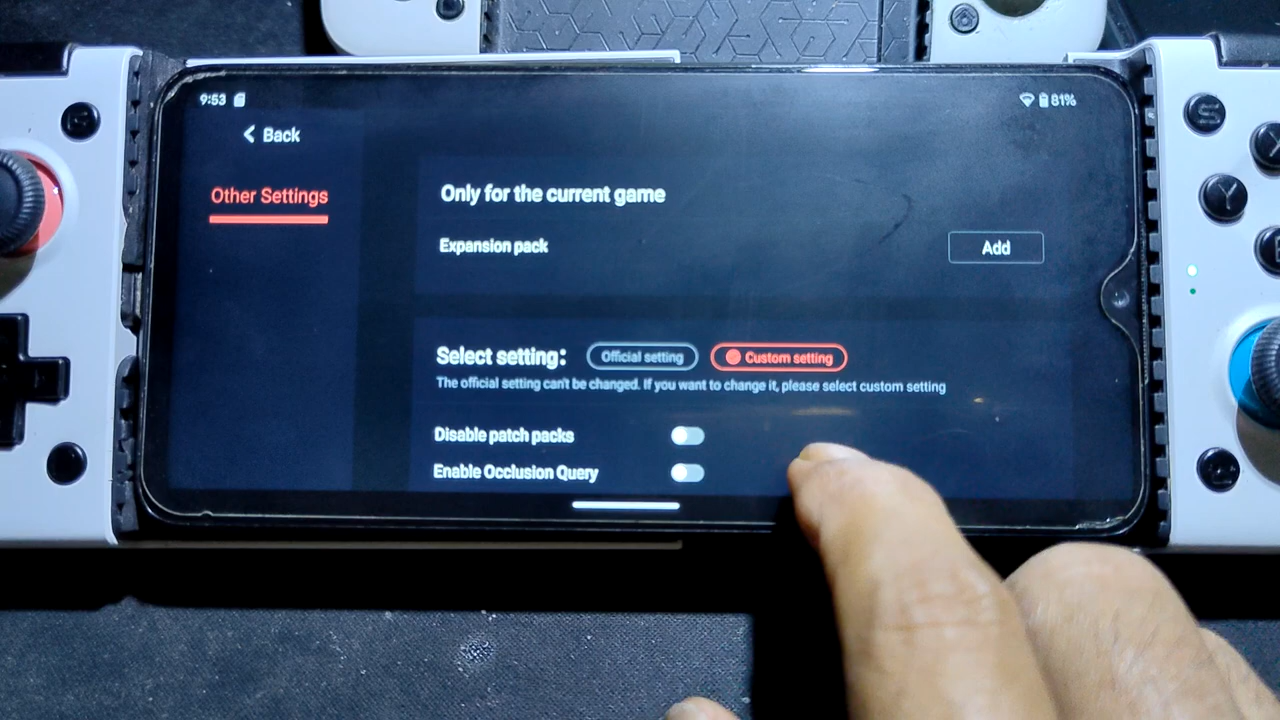 9:53
81%
Back
Other Settings
Only for the current game
Expansion pack
Add
Select setting:
Official setting
Custom setting
The official setting can't be changed. If you want to change it, please select custom setting
Disable patch packs
Enable Occlusion Query
S
Y